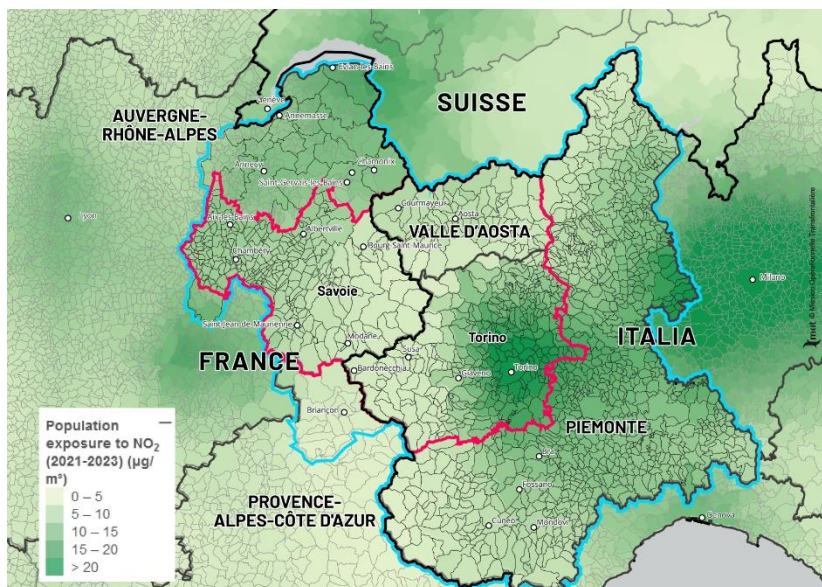 Evian-les-Bains
SUISSE
Genève
AUVERGNE-
RHÔNE-ALPES
Annemasse
Annecy
Chamonix
Saint-Gervais-les-Bains
Courmayeur
Lyon
Aosta
Aix-les-Bains
VALLE D'AOSTA
Albertville
Bourg-Saint-Maurice
Chambéry
Milano
Savoie
Saint-Jean-de-Maurienne
Torino
ITALIA
Modane
Susa
FRANCE
Bardonecchia
Giaveno
Torino
Briançon
PIEMONTE
Population
exposure to NO₂
(2021-2023) (µg/
m³)
0 – 5
5 – 10
10 – 15
15 – 20
> 20
Bra
Fossano
PROVENCE-
ALPES-CÔTE D'AZUR
Cuneo
Mondovì
Genova